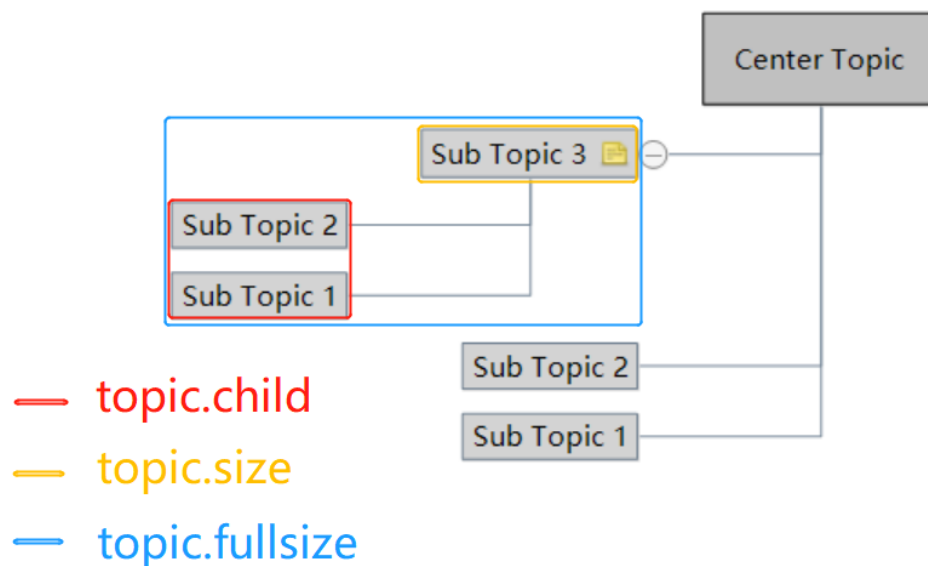 Center Topic
Sub Topic 3
Sub Topic 2
Sub Topic 1
Sub Topic 2
Sub Topic 1
topic.child
topic.size
topic.fullsize